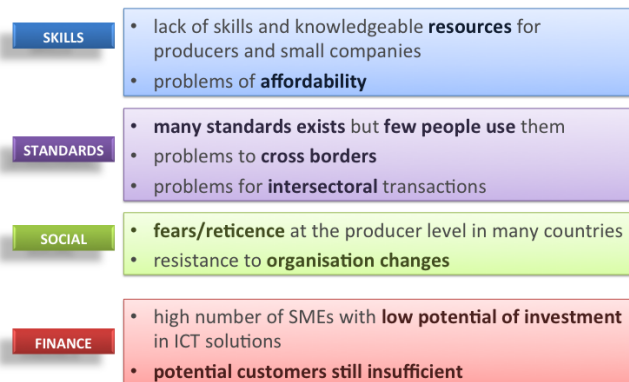 SKILLS
• lack of skills and knowledgeable resources for
producers and small companies
• problems of affordability
STANDARDS
• many standards exists but few people use them
• problems to cross borders
• problems for intersectoral transactions
SOCIAL
• fears/reticence at the producer level in many countries
• resistance to organisation changes
FINANCE
• high number of SMEs with low potential of investment
in ICT solutions
• potential customers still insufficient